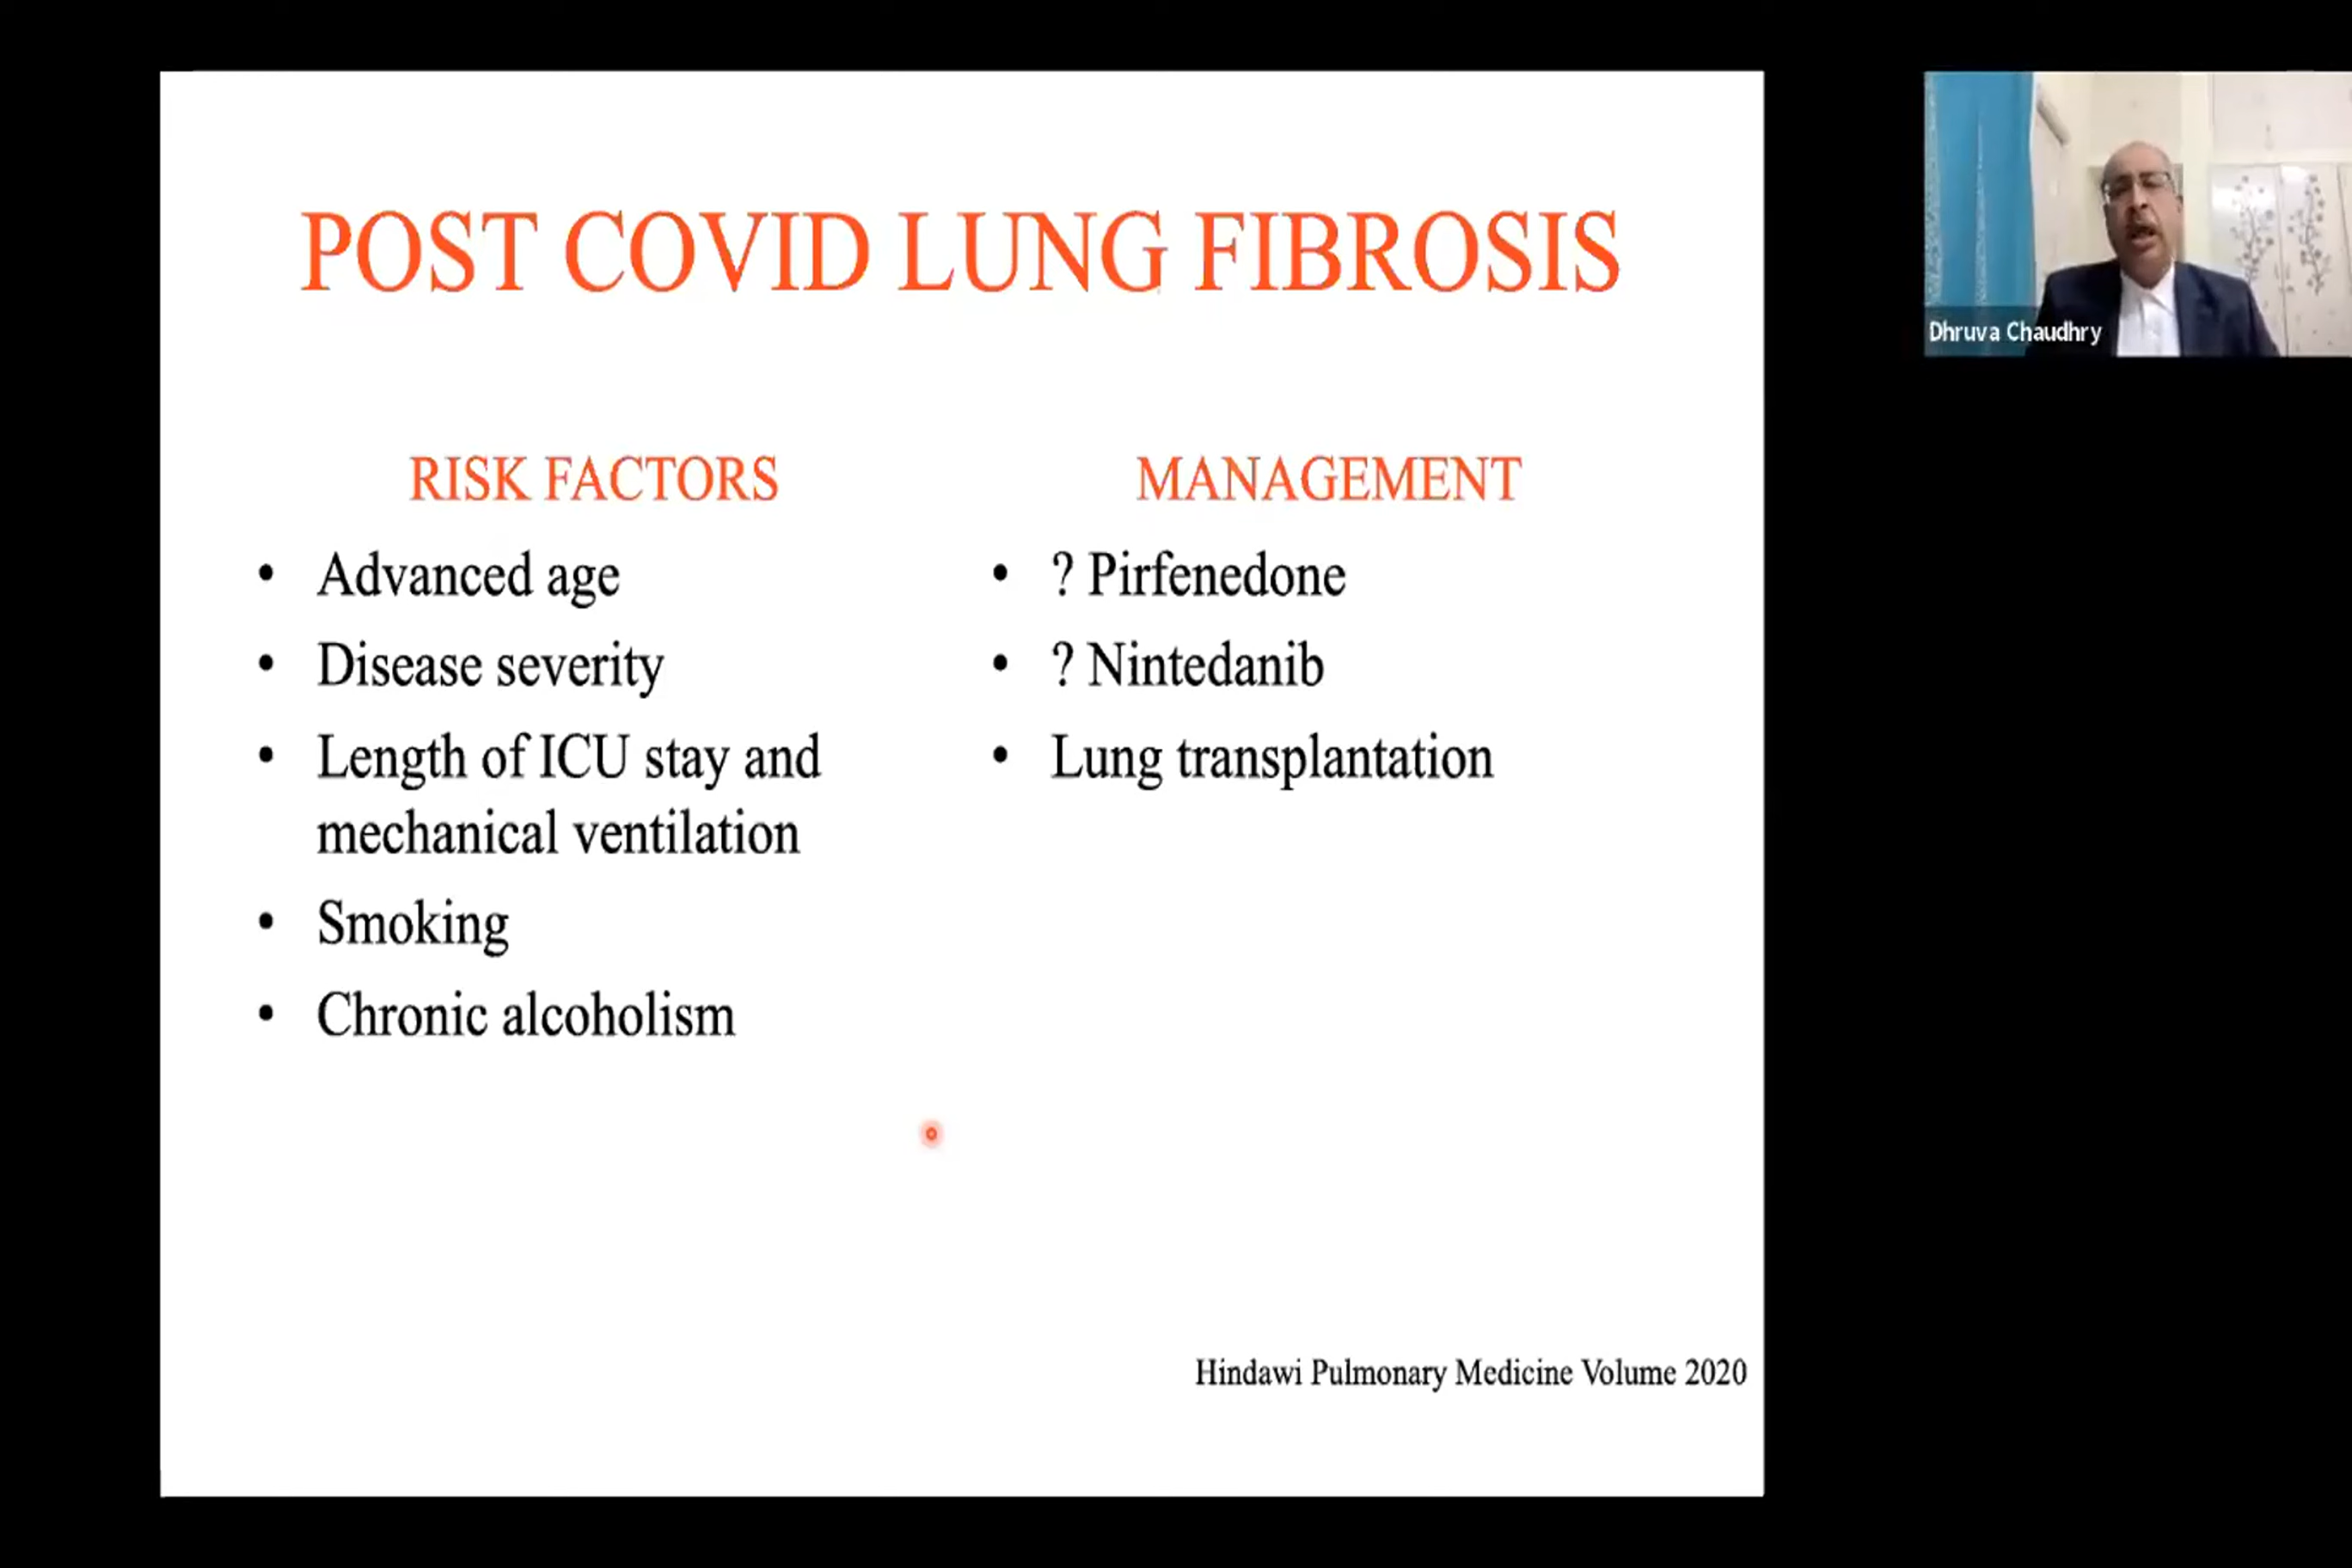 POST COVID LUNG FIBROSIS
RISK FACTORS
• Advanced age
• Disease severity
• Length of ICU stay and
mechanical ventilation
• Smoking
• Chronic alcoholism
MANAGEMENT
• ? Pirfenedone
• ? Nintedanib
• Lung transplantation
Hindawi Pulmonary Medicine Volume 2020
Dhruva Chaudhry